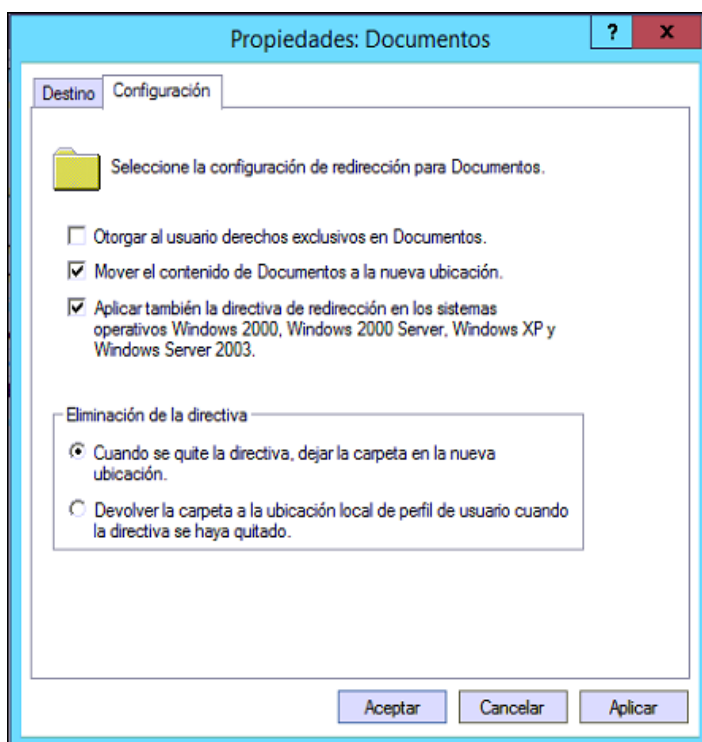 Propiedades: Documentos
? x
Destino
Configuración
Seleccione la configuración de redirección para Documentos.
Otorgar al usuario derechos exclusivos en Documentos.
Mover el contenido de Documentos a la nueva ubicación.
Aplicar también la directiva de redirección en los sistemas
operativos Windows 2000, Windows 2000 Server, Windows XP y
Windows Server 2003.
Eliminación de la directiva
Cuando se quite la directiva, dejar la carpeta en la nueva
ubicación.
Devolver la carpeta a la ubicación local de perfil de usuario cuando
la directiva se haya quitado.
Aceptar
Cancelar
Aplicar